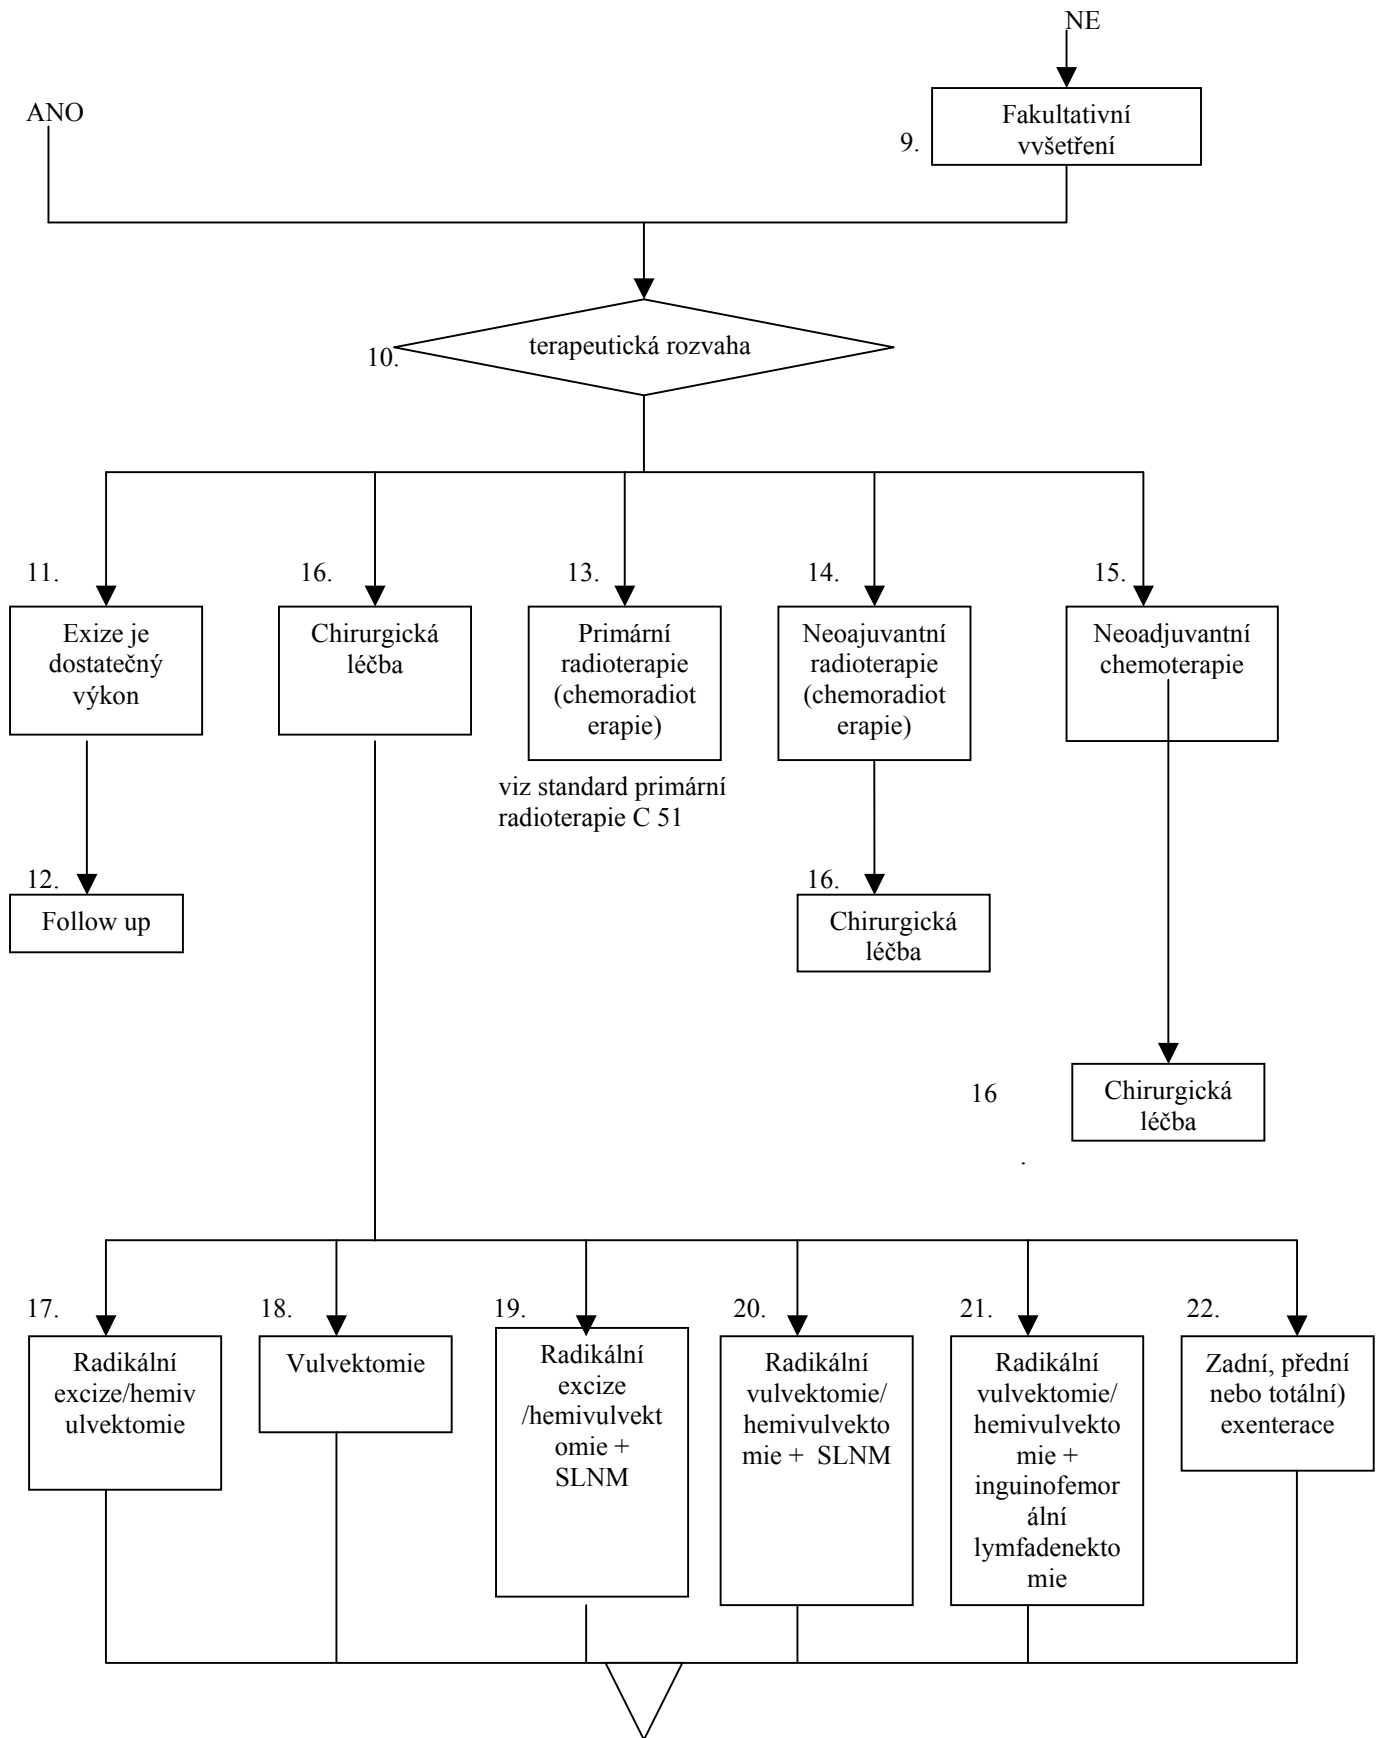 NE
ANO
9.
Fakultativní
vyšetření
10.
terapeutická rozvaha
11.
Exize je
dostatečný
výkon
16.
Chirurgická
léčba
13.
Primární
radioterapie
(chemoradiot
erapie)
viz standard primární
radioterapie C 51
14.
Neoajuvantní
radioterapie
(chemoradiot
erapie)
15.
Neoadjuvantní
chemoterapie
12.
Follow up
16.
Chirurgická
léčba
16
.
Chirurgická
léčba
17.
Radikální
excize/hemiv
ulvektomie
18.
Vulvektomie
19.
Radikální
excize
/hemivulvekt
omie +
SLNM
20.
Radikální
vulvektomie/
hemivulvekto
mie + SLNM
21.
Radikální
vulvektomie/
hemivulvekto
mie +
inguinofemor
ální
lymfadenekto
mie
22.
Zadní, přední
nebo totální)
exenterace